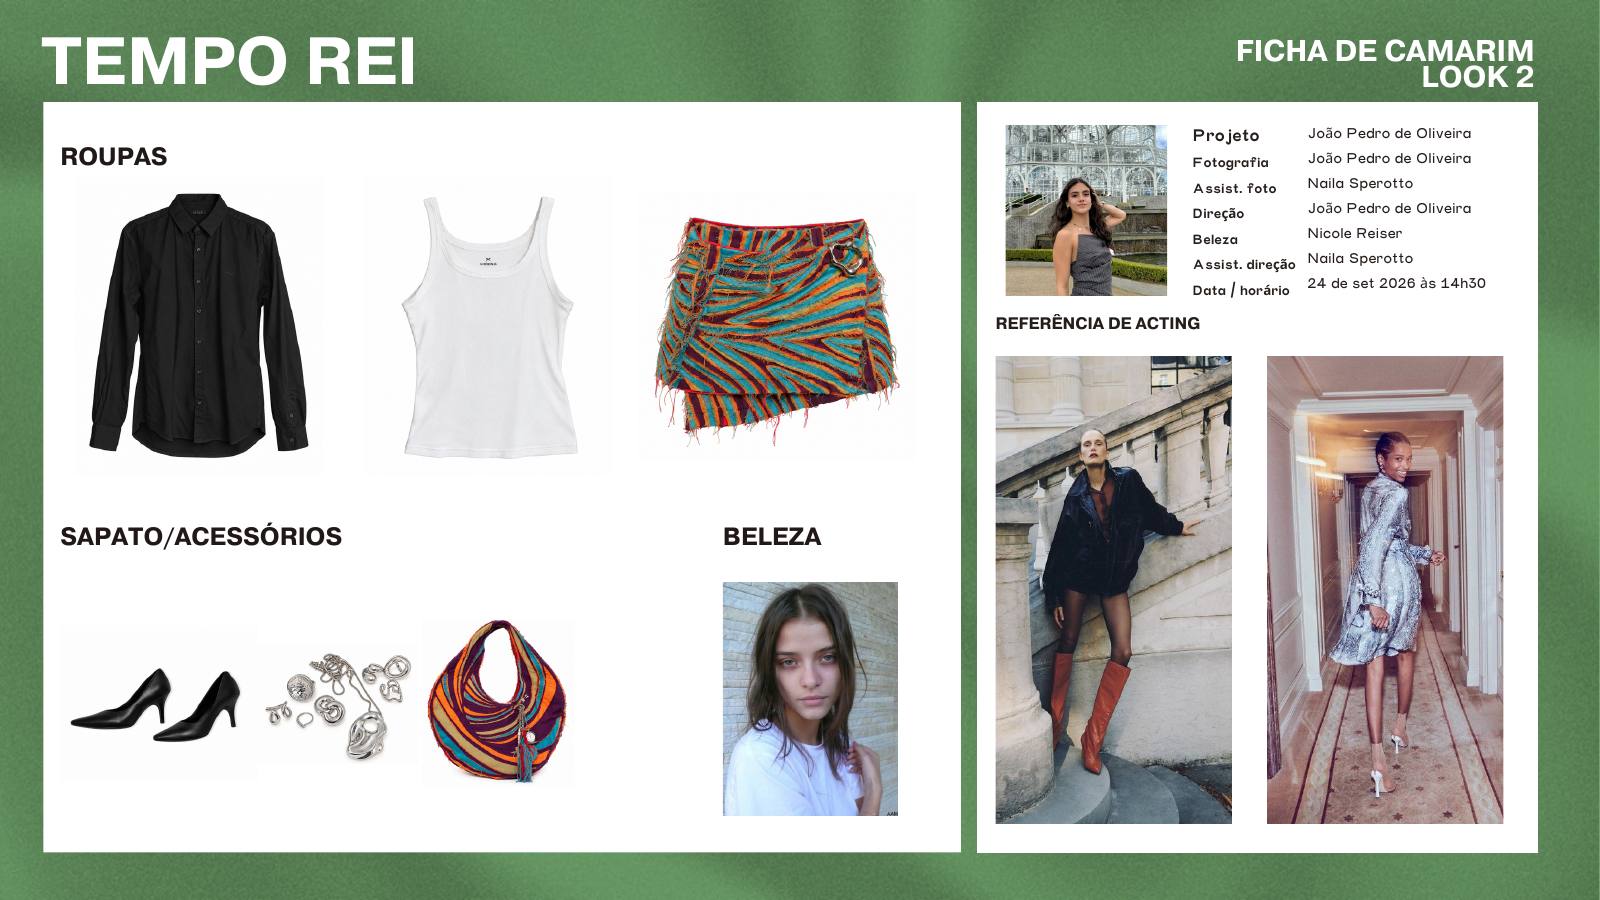 TEMPO REI
FICHA DE CAMARIM
LOOK 2
ROUPAS
SAPATO/ACESSÓRIOS
BELEZA
Projeto João Pedro de Oliveira
Fotografia João Pedro de Oliveira
Assist. foto Naila Sperotto
Direção João Pedro de Oliveira
Beleza Nicole Reiser
Assist. direção Naila Sperotto
Data / horário 24 de set 2026 às 14h30
REFERÊNCIA DE ACTING